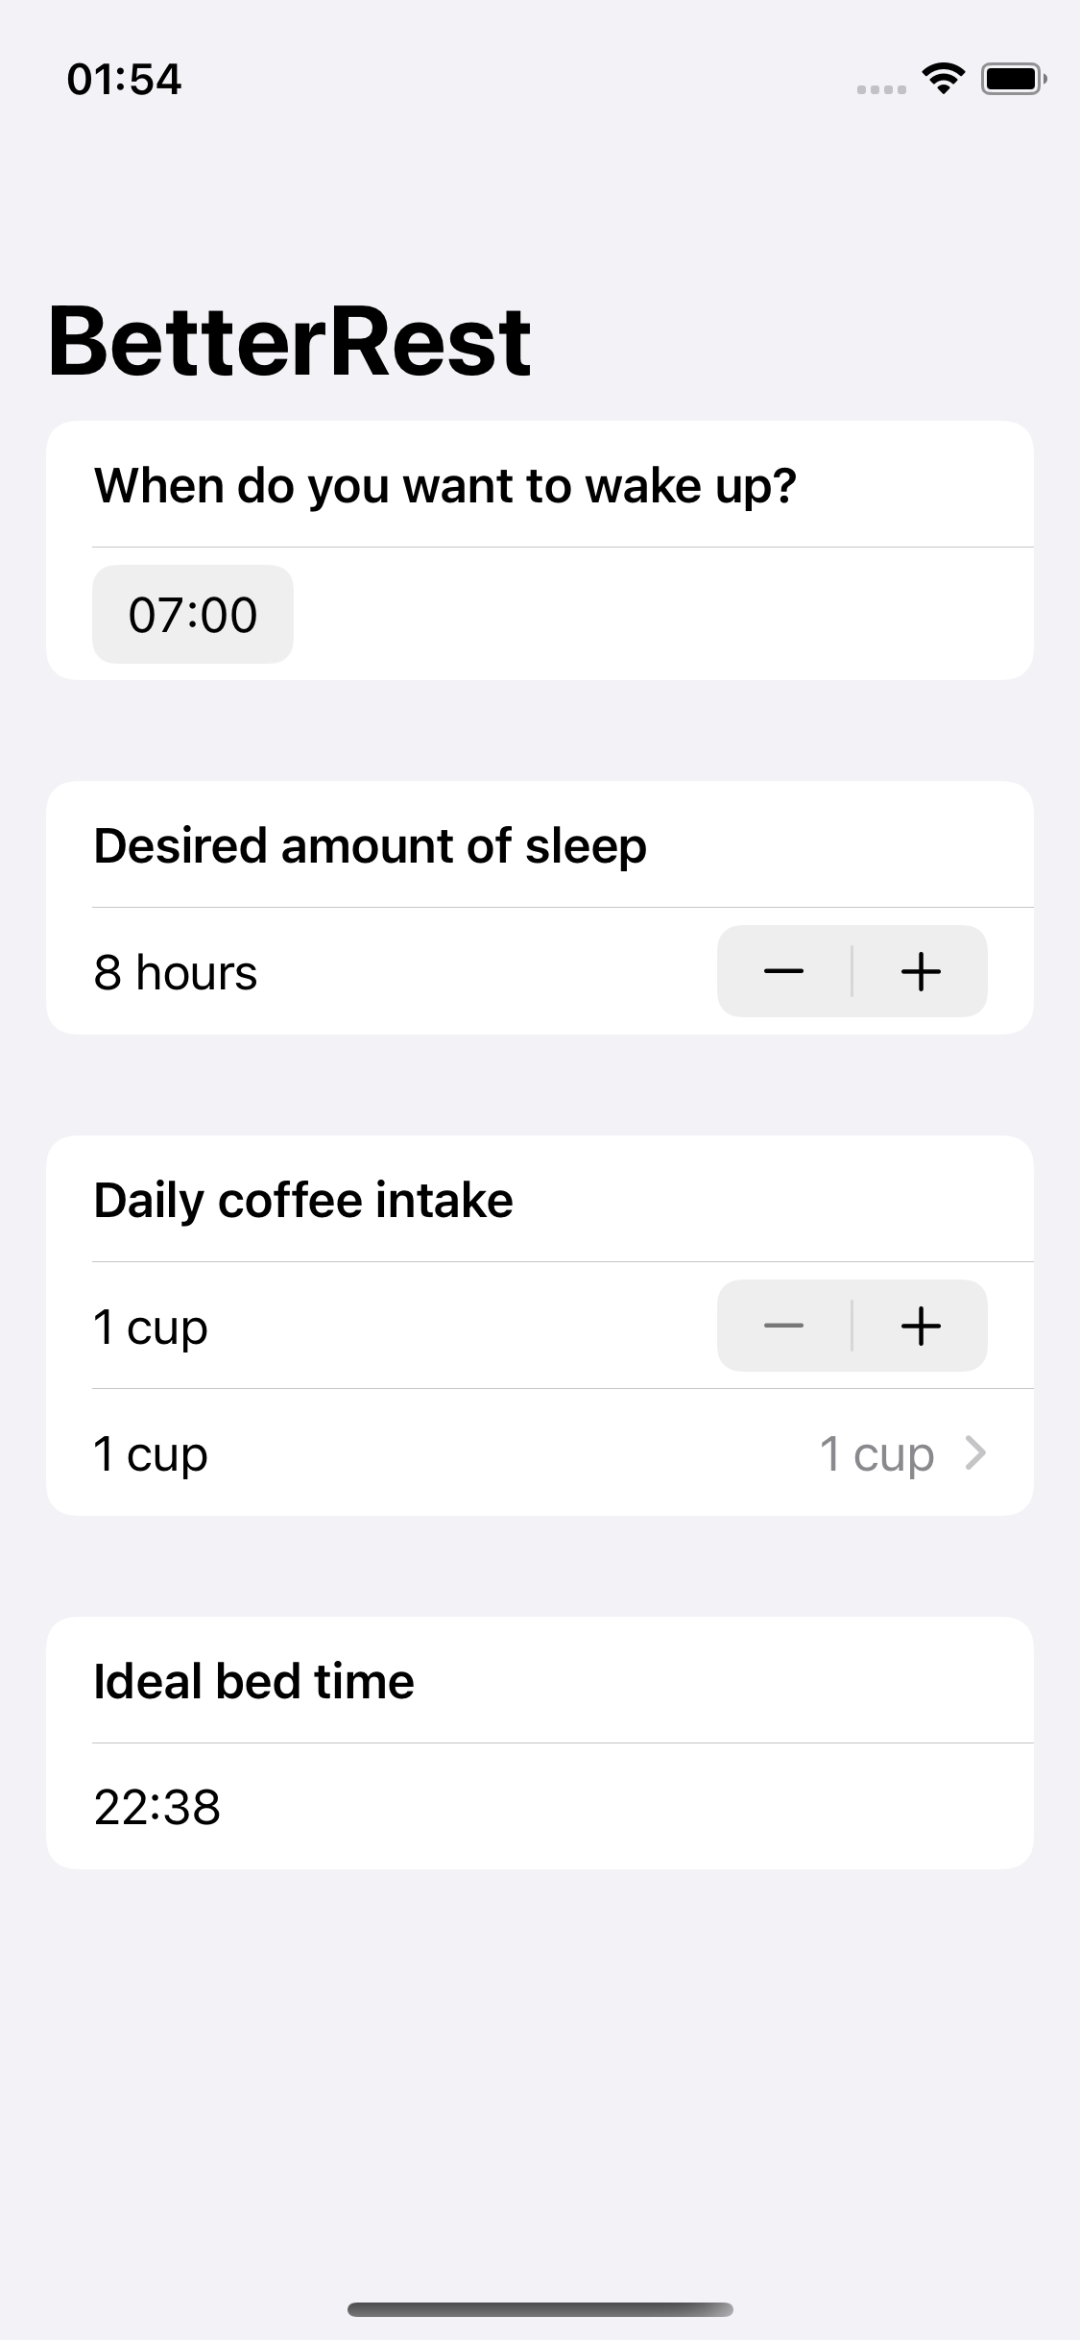 01:54
BetterRest
When do you want to wake up?
07:00
Desired amount of sleep
8 hours
Daily coffee intake
1 cup
1 cup 1 cup
Ideal bed time
22:38